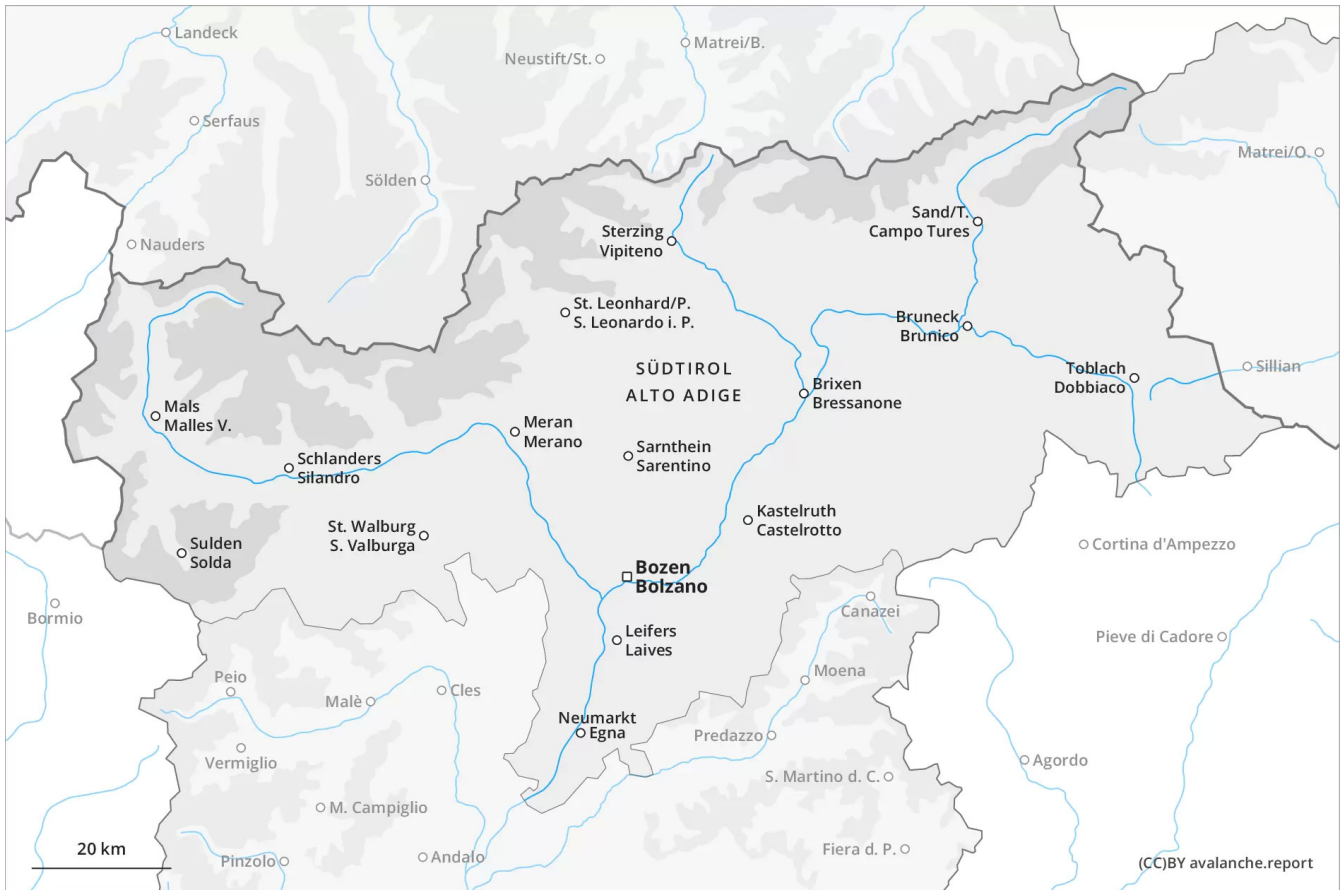 Landeck
Matrei/B.
Neustift/St.
Serfaus
Matrei/O.
Sölden
Nauders
Sand/T.
Campo Tures
Sterzing
Vipiteno
St. Leonhard/P.
S. Leonardo i. P.
Bruneck
Brunico
SÜDTIROL
ALTO ADIGE
Toblach
Dobbiaco
Sillian
Brixen
Bressanone
Mals
Malles V.
Meran
Merano
Sarnthein
Sarentino
Schlanders
Silandro
Kastelruth
Castelrotto
St. Walburg
S. Valburga
Sulden
Solda
Cortina d'Ampezzo
Bozen
Bolzano
Bormio
Canazei
Leifers
Laives
Pieve di Cadore
Peio
Moena
Malè
Cles
Neumarkt
Egna
Predazzo
Vermiglio
Agordo
S. Martino d. C.
M. Campiglio
20 km
Pinzolo
Andalo
Fiera d. P.
(CC)BY avalanche.report